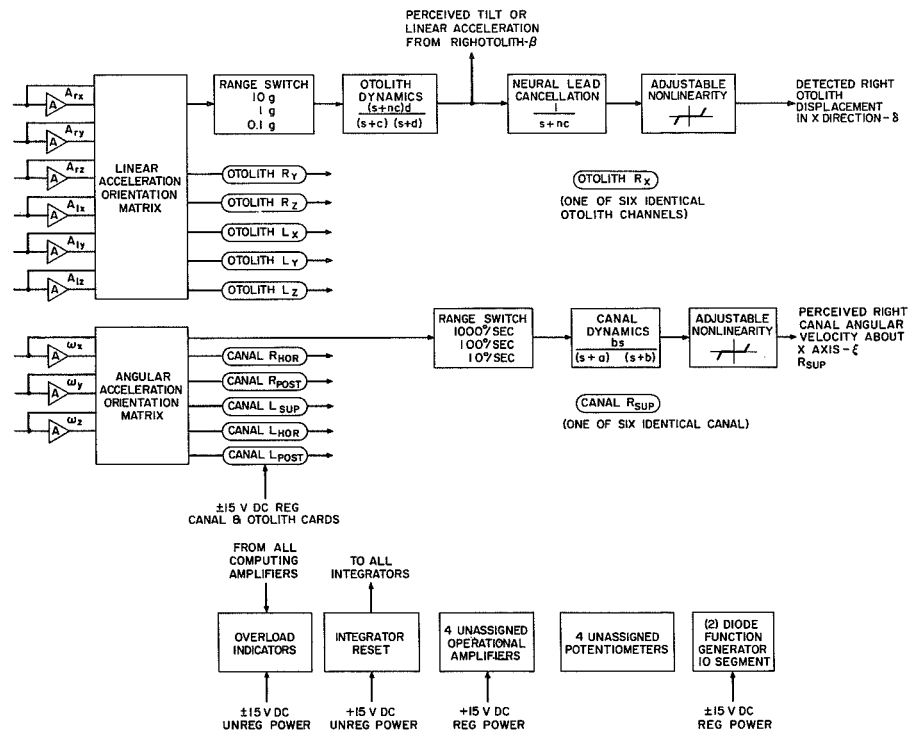 PERCEIVED TILT OR
LINEAR ACCELERATION
FROM RIGHOTOLITH-β
A
A
A
A
A
A
Arx
Ary
Arz
Alx
Aly
Alz
LINEAR
ACCELERATION
ORIENTATION
MATRIX
RANGE SWITCH
10 g
1 g
0.1 g
OTOLITH
DYNAMICS
(s+nc)d
(s+c) (s+d)
NEURAL LEAD
CANCELLATION
1
s+nc
ADJUSTABLE
NONLINEARITY
DETECTED RIGHT
OTOLITH
DISPLACEMENT
IN X DIRECTION-δ
OTOLITH RY
OTOLITH RZ
OTOLITH LX
OTOLITH LY
OTOLITH LZ
OTOLITH RX
(ONE OF SIX IDENTICAL
OTOLITH CHANNELS)
A
A
A
ωx
ωy
ωz
ANGULAR
ACCELERATION
ORIENTATION
MATRIX
RANGE SWITCH
1000°/SEC
100°/SEC
10°/SEC
CANAL
DYNAMICS
bs
(s+a) (s+b)
ADJUSTABLE
NONLINEARITY
PERCEIVED RIGHT
CANAL ANGULAR
VELOCITY ABOUT
X AXIS-ξ
RSUP
CANAL RHOR
CANAL RPOST
CANAL LSUP
CANAL LHOR
CANAL LPOST
CANAL RSUP
(ONE OF SIX IDENTICAL CANAL)
±15 V DC REG
CANAL & OTOLITH CARDS
FROM ALL
COMPUTING
AMPLIFIERS
TO ALL
INTEGRATORS
OVERLOAD
INDICATORS
INTEGRATOR
RESET
4 UNASSIGNED
OPERATIONAL
AMPLIFIERS
4 UNASSIGNED
POTENTIOMETERS
(2) DIODE
FUNCTION
GENERATOR
10 SEGMENT
±15 V DC
UNREG POWER
+15 V DC
UNREG POWER
+15 V DC
REG POWER
±15 V DC
REG POWER